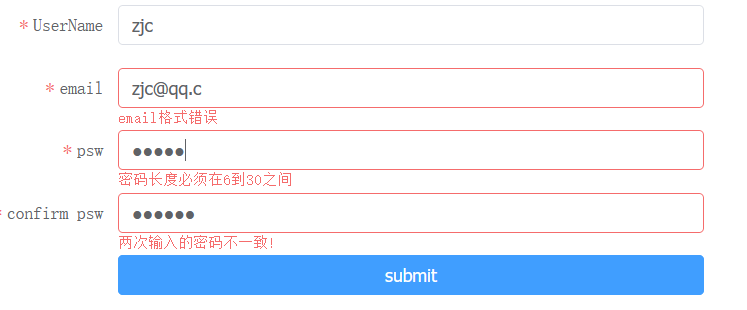 * UserName zjc
* email zjc@qq.c
email格式错误
* psw ●●●●●
密码长度必须在6到30之间
* confirm psw ●●●●●●
两次输入的密码不一致!
submit